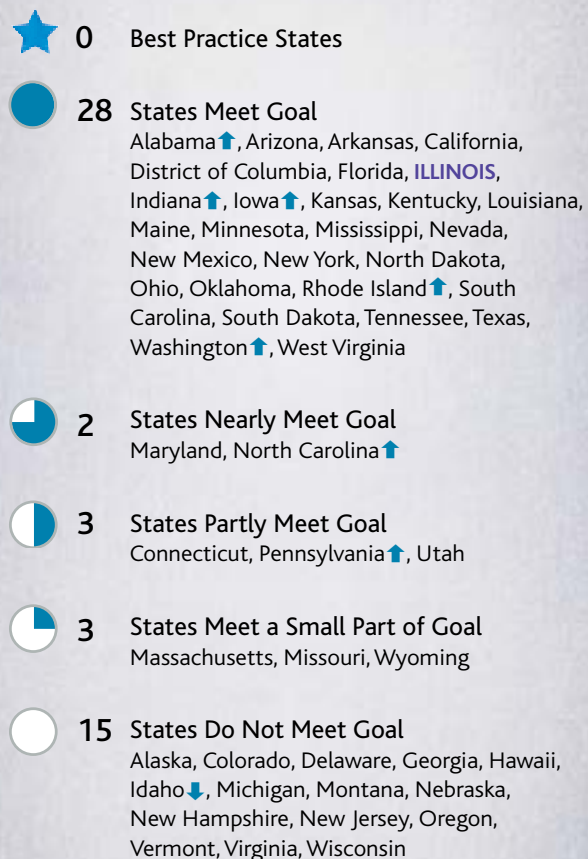 0 Best Practice States
28 States Meet Goal
Alabama⬆, Arizona, Arkansas, California,
District of Columbia, Florida, ILLINOIS,
Indiana⬆, Iowa⬆, Kansas, Kentucky, Louisiana,
Maine, Minnesota, Mississippi, Nevada,
New Mexico, New York, North Dakota,
Ohio, Oklahoma, Rhode Island⬆, South
Carolina, South Dakota, Tennessee, Texas,
Washington⬆, West Virginia
2 States Nearly Meet Goal
Maryland, North Carolina⬆
3 States Partly Meet Goal
Connecticut, Pennsylvania⬆, Utah
3 States Meet a Small Part of Goal
Massachusetts, Missouri, Wyoming
15 States Do Not Meet Goal
Alaska, Colorado, Delaware, Georgia, Hawaii,
Idaho⬇, Michigan, Montana, Nebraska,
New Hampshire, New Jersey, Oregon,
Vermont, Virginia, Wisconsin